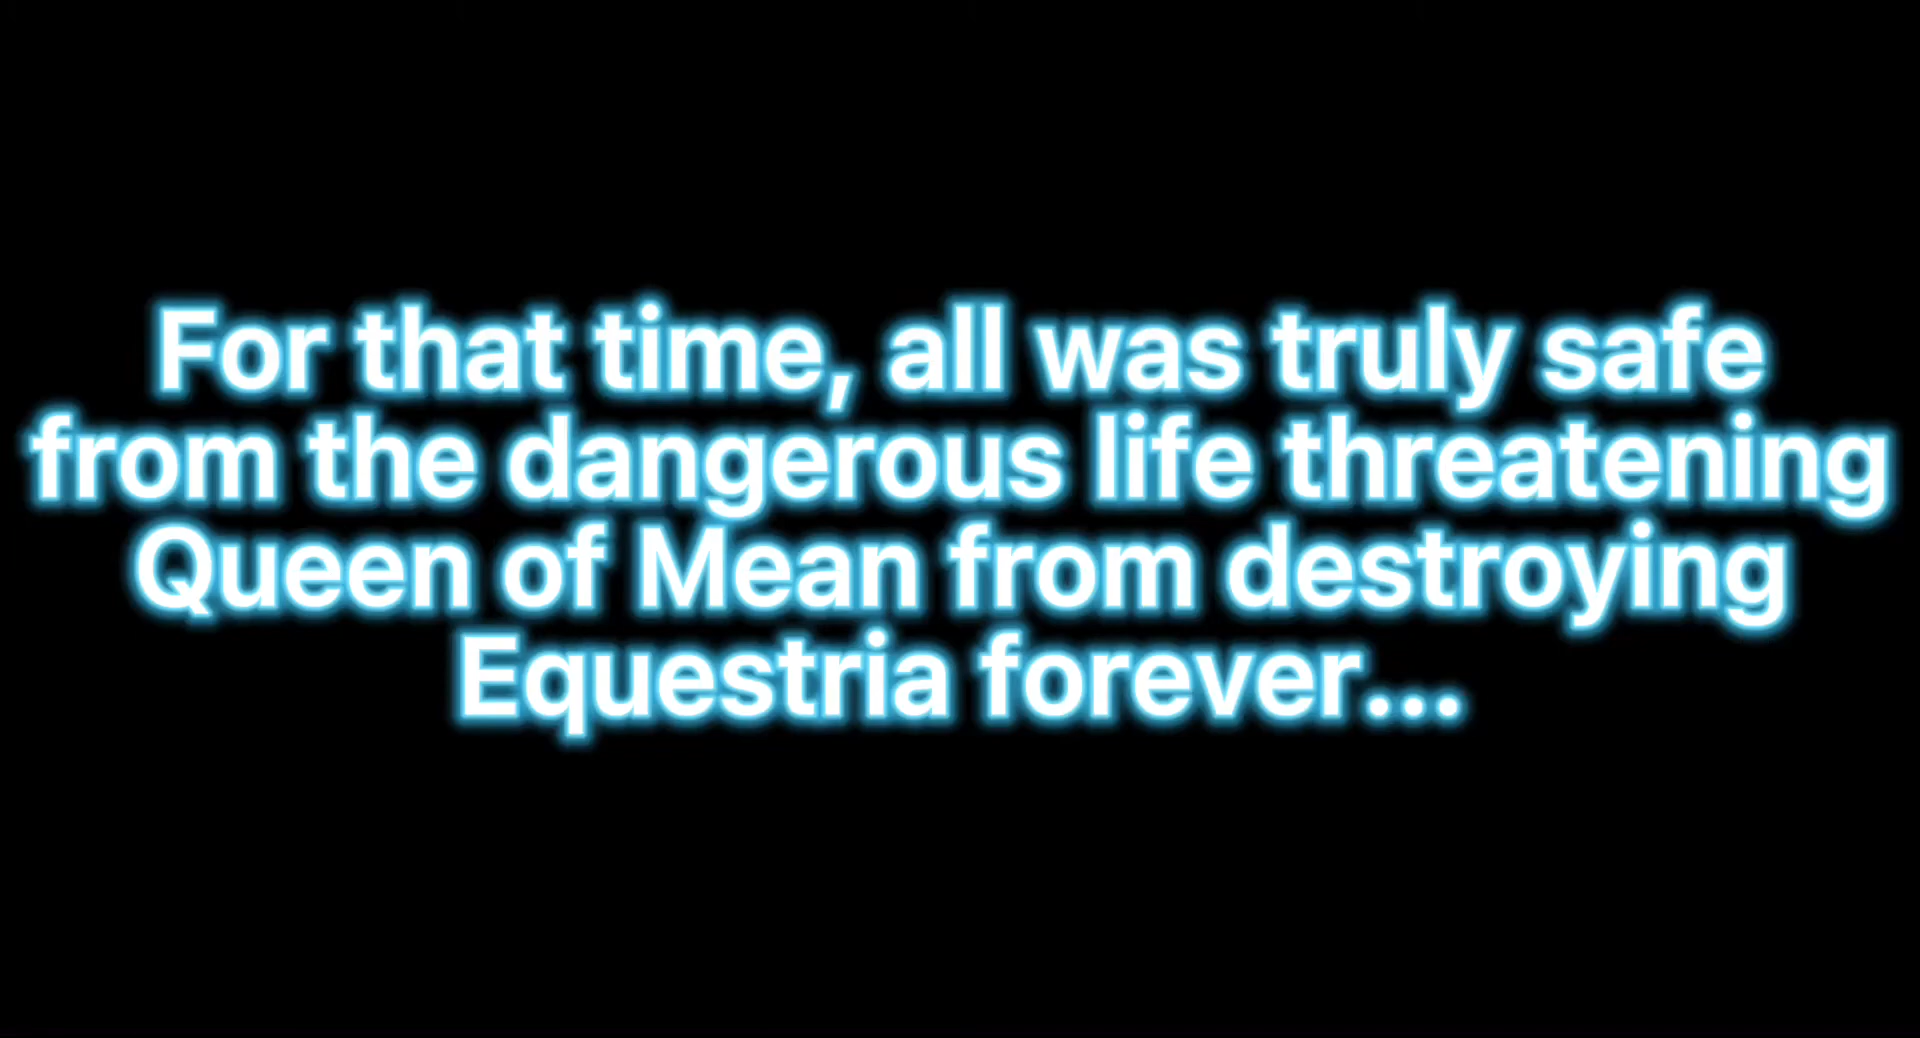 For that time, all was truly safe
from the dangerous life threatening
Queen of Mean from destroying
Equestria forever...